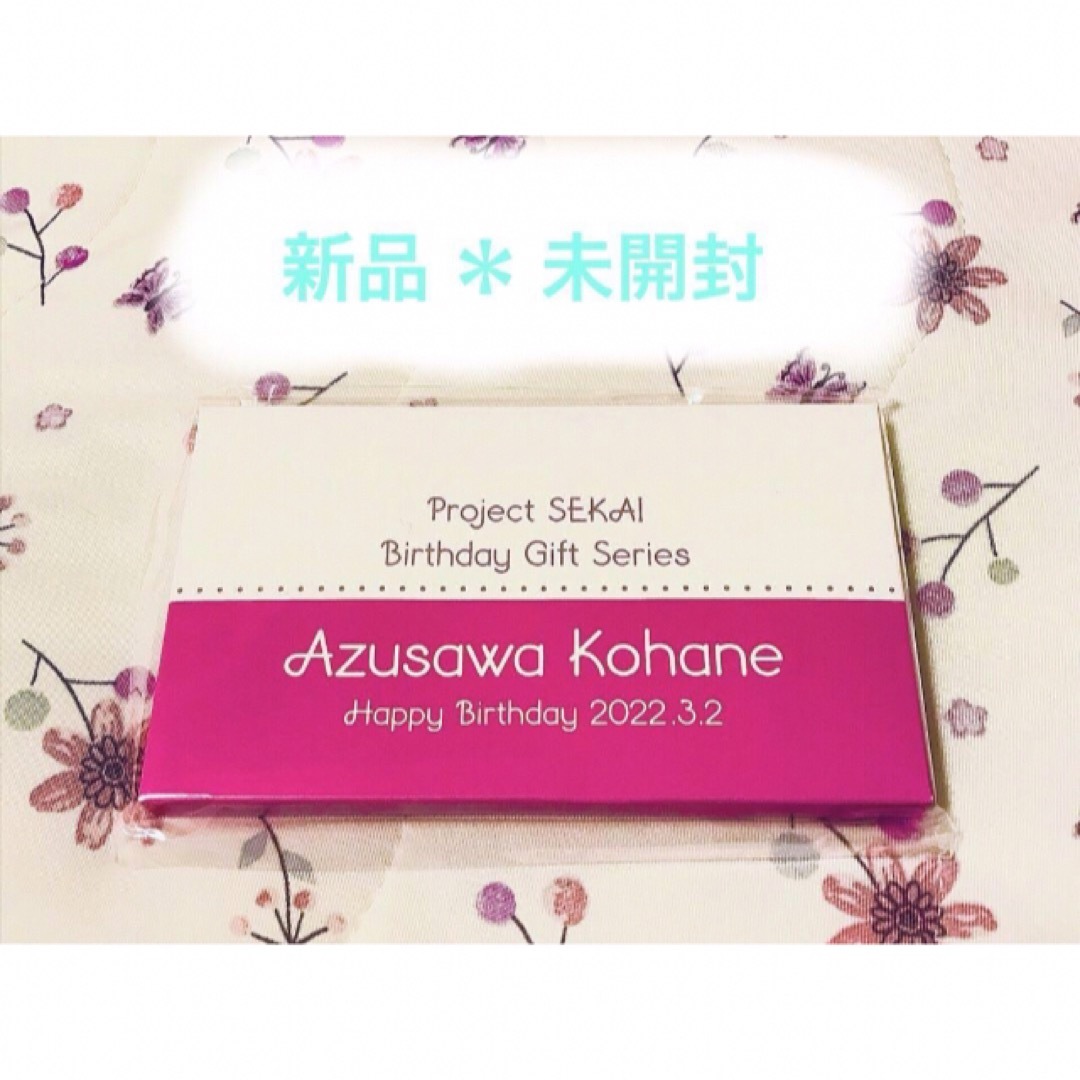 新品 ＊ 未開封
Project SEKAI
Birthday Gift Series
Azusawa Kohane
Happy Birthday 2022.3.2